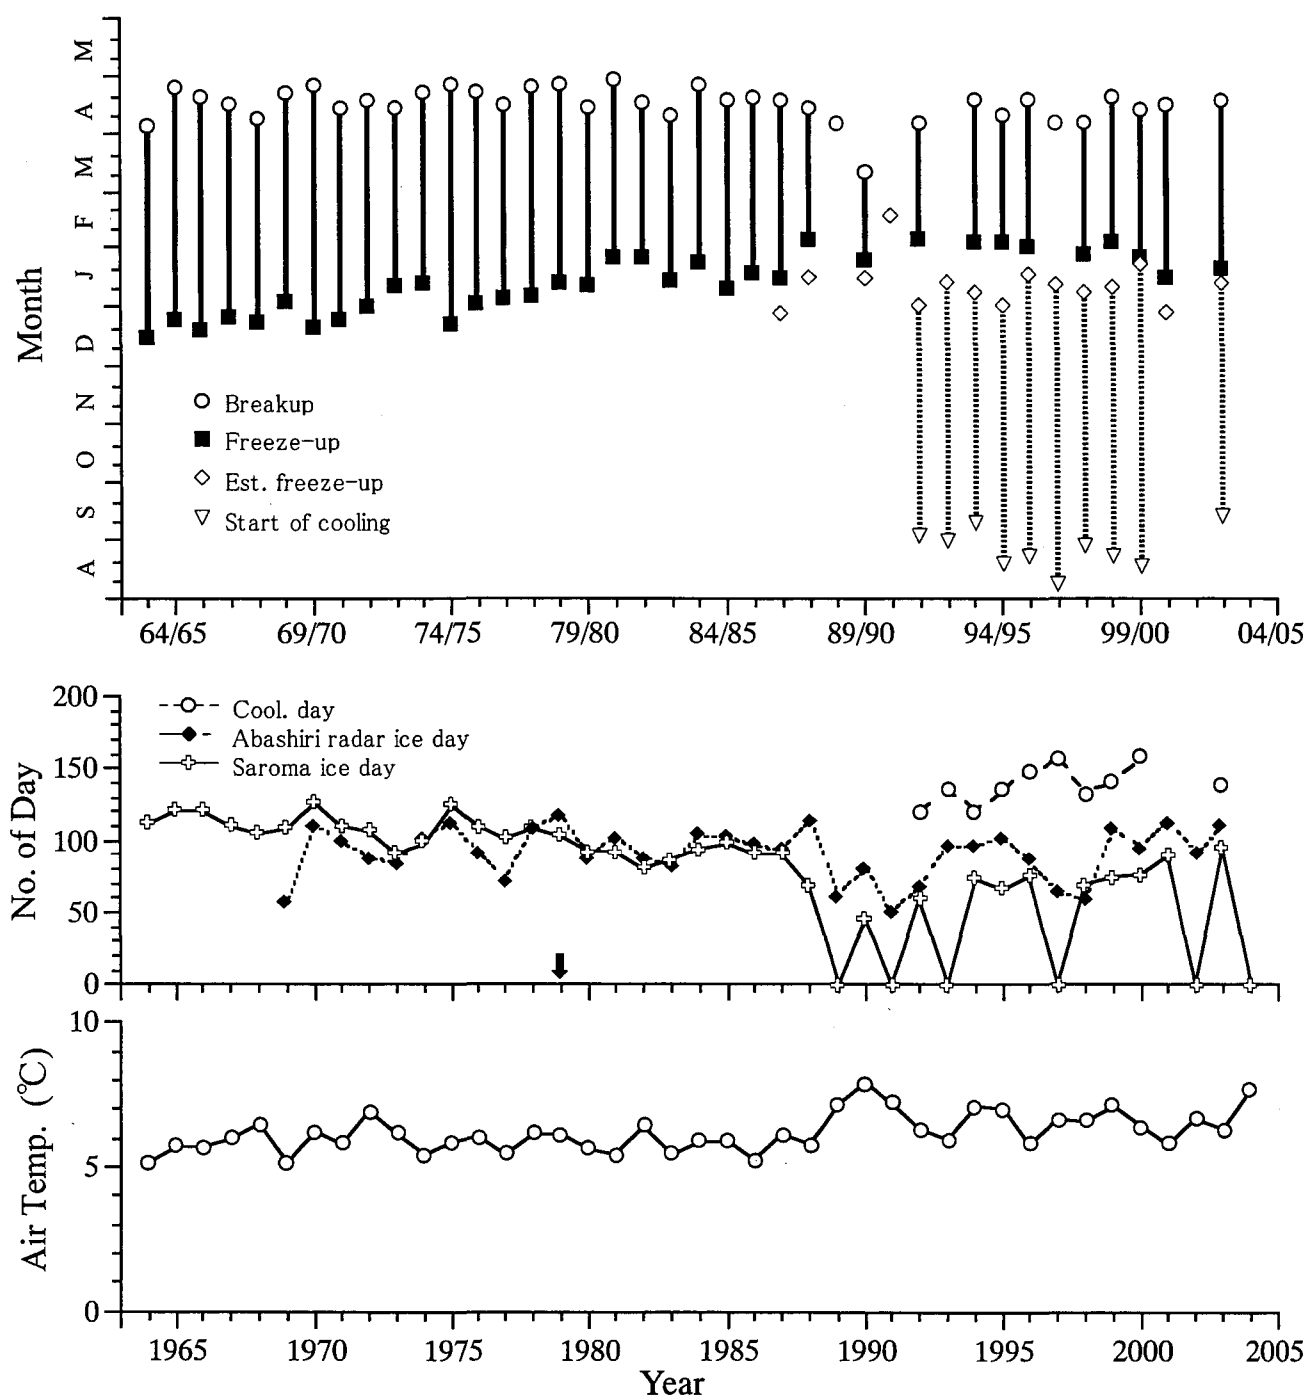 M
A
M
F
J
D
N
O
S
A
Month
Breakup
Freeze-up
Est. freeze-up
Start of cooling
64/65 69/70 74/75 79/80 84/85 89/90 94/95 99/00 04/05
200
150
100
50
0
No. of Day
Cool. day
Abashiri radar ice day
Saroma ice day
10
5
0
Air Temp. (℃)
1965 1970 1975 1980 1985 1990 1995 2000 2005
Year